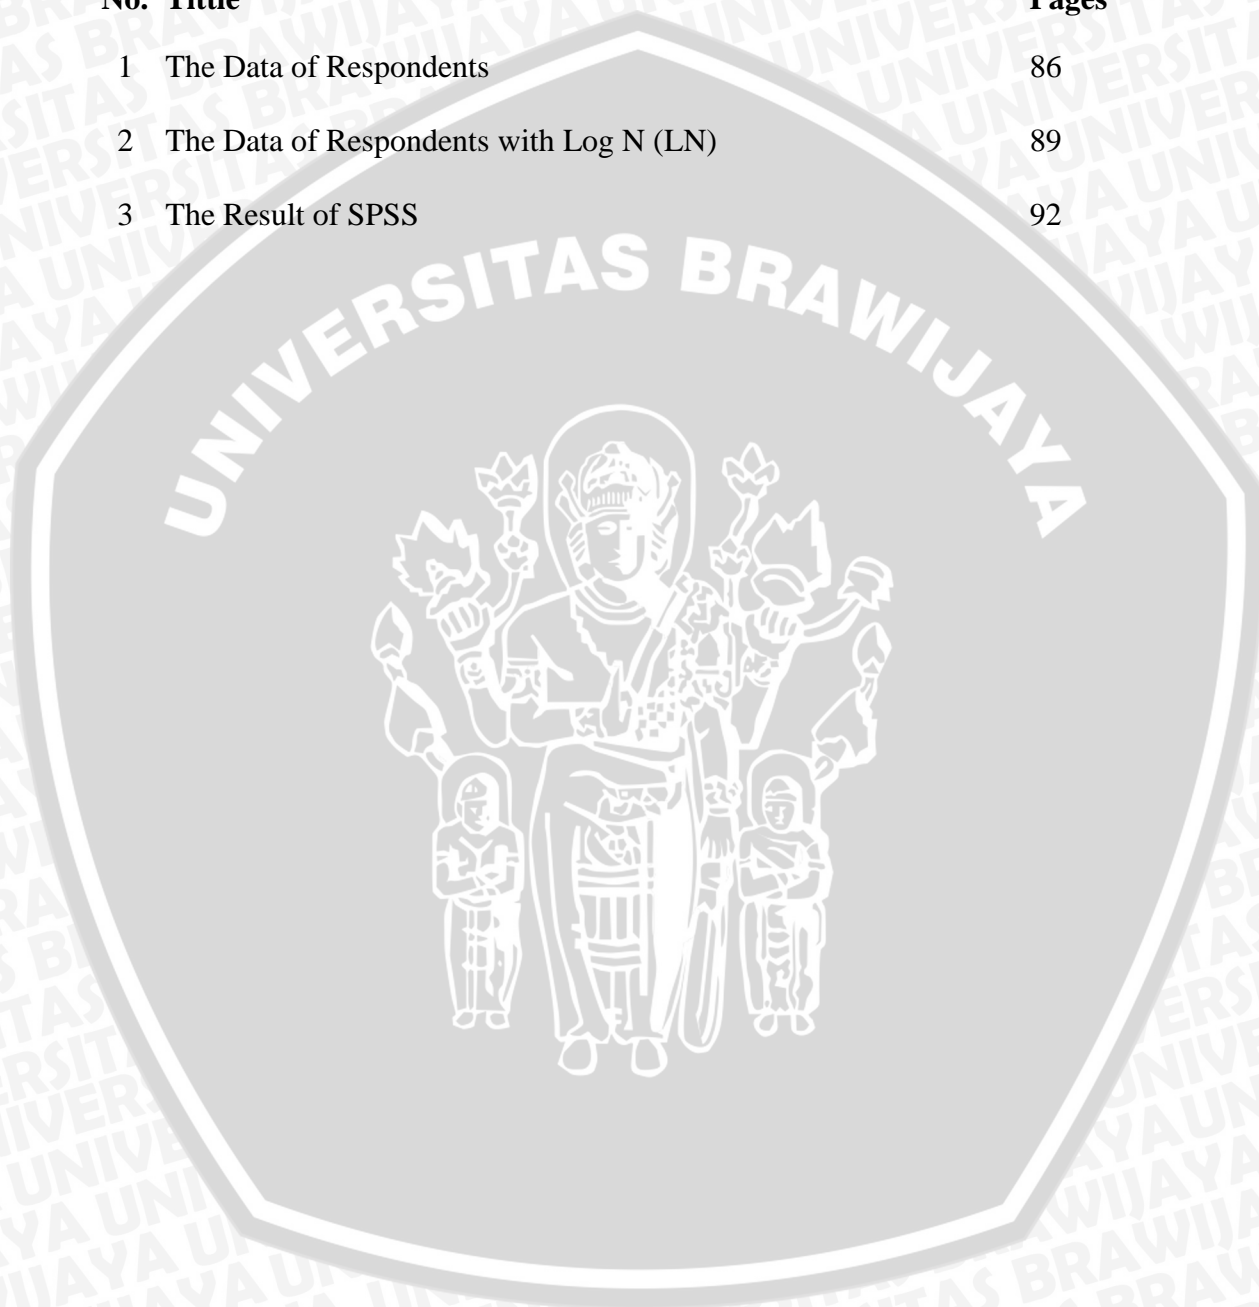 No. Tittle Pages
1 The Data of Respondents 86
2 The Data of Respondents with Log N (LN) 89
3 The Result of SPSS 92
UNIVERSITAS BRAWIJAYA